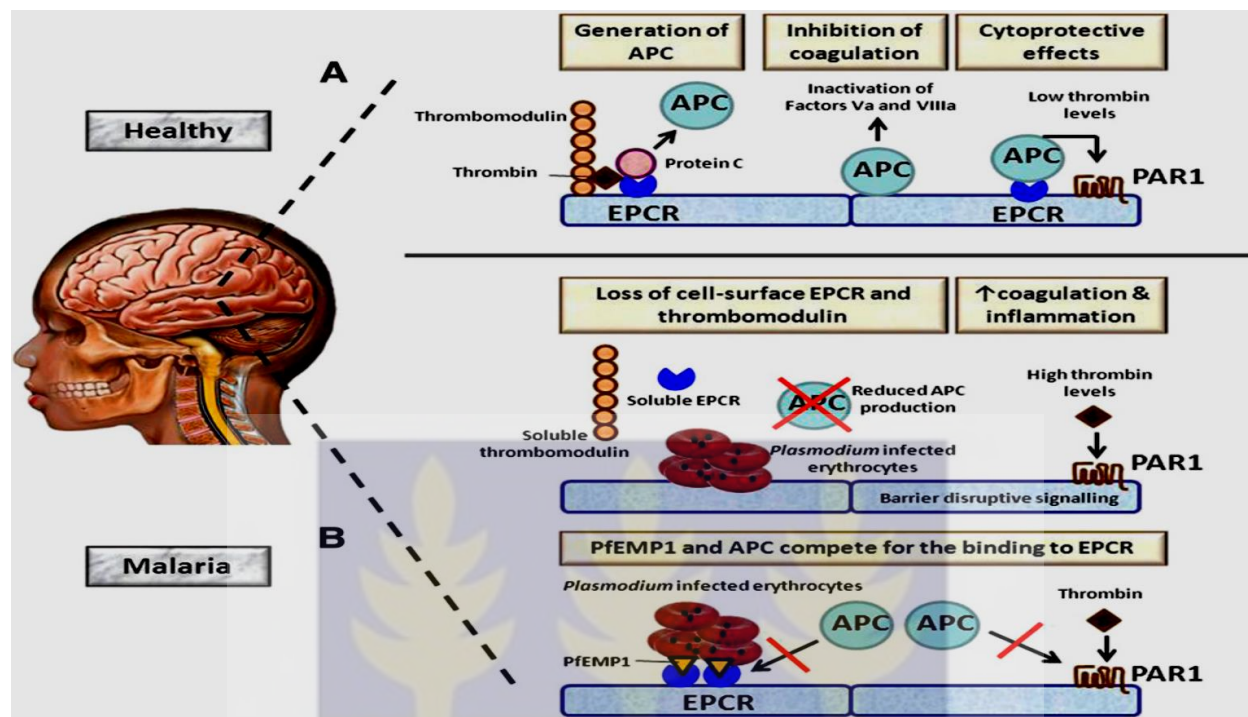 A
Healthy
Generation of
APC
Inhibition of
coagulation
Cytoprotective
effects
Thrombomodulin
Thrombin
APC
Protein C
EPCR
Inactivation of
Factors Va and VIIIa
APC
Low thrombin
levels
APC
PAR1
EPCR
Loss of cell-surface EPCR and
thrombomodulin
↑coagulation &
inflammation
Soluble EPCR
Soluble
thrombomodulin
APC
Reduced APC
production
Plasmodium infected
erythrocytes
High thrombin
levels
PAR1
Barrier disruptive signalling
B
Malaria
PfEMP1 and APC compete for the binding to EPCR
Plasmodium infected erythrocytes
PfEMP1
EPCR
APC
APC
Thrombin
PAR1